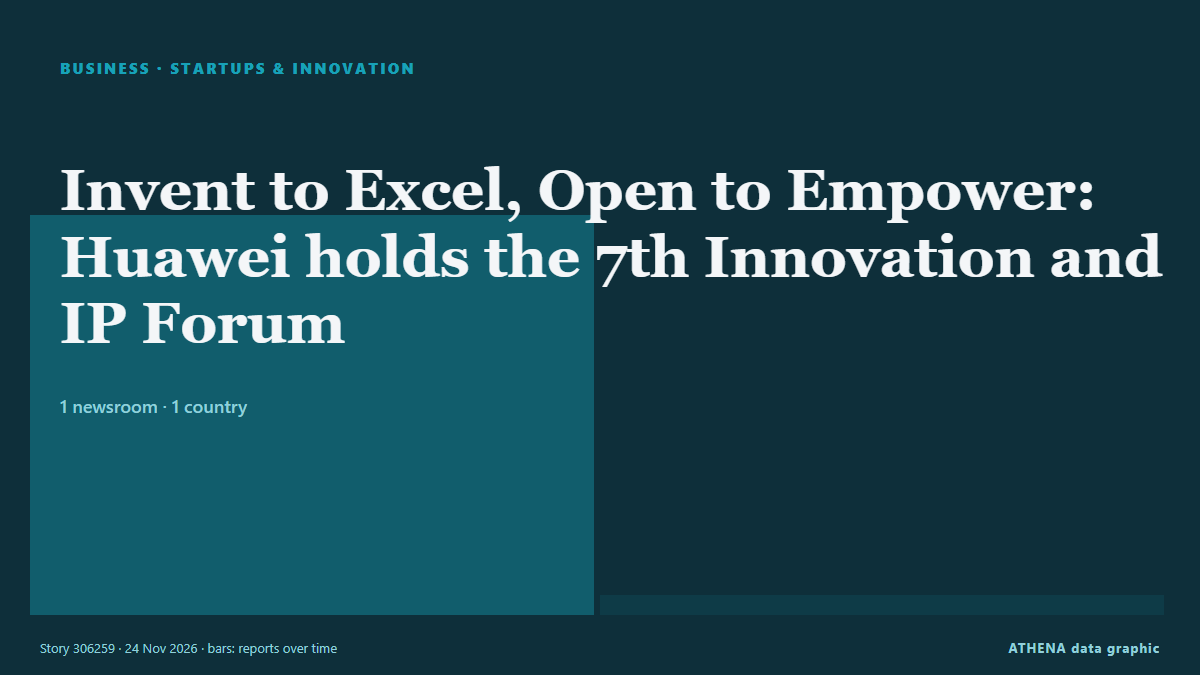 BUSINESS · STARTUPS & INNOVATION
Invent to Excel, Open to Empower:
Huawei holds the 7th Innovation and
IP Forum
1 newsroom · 1 country
Story 306259 · 24 Nov 2026 · bars: reports over time
ATHENA data graphic